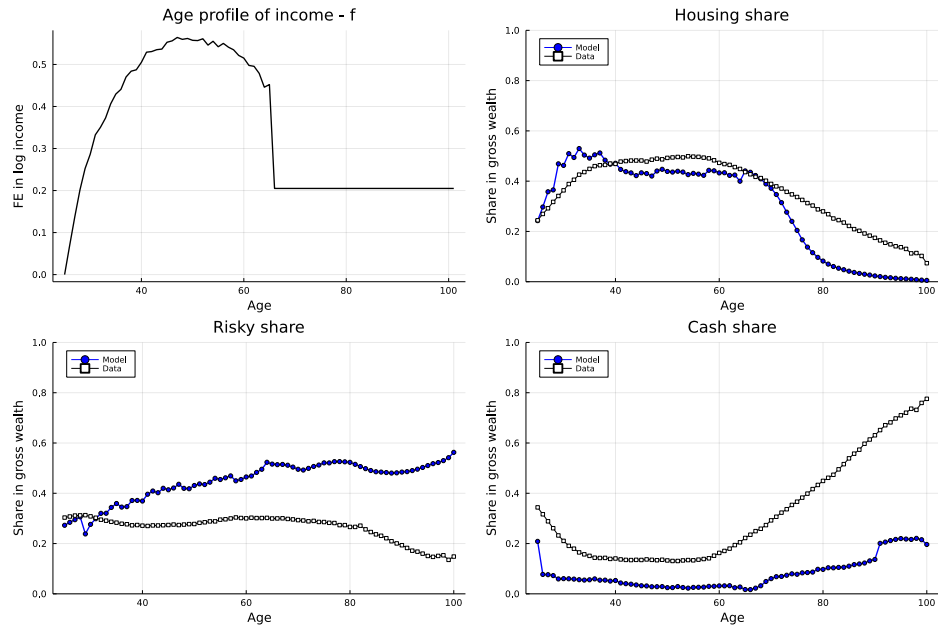 Age profile of income - f
FE in log income
0.5
0.4
0.3
0.2
0.1
0.0
40
60
80
100
Age
Housing share
Share in gross wealth
1.0
0.8
0.6
0.4
0.2
0.0
Model
Data
40
60
80
100
Age
Risky share
Share in gross wealth
1.0
0.8
0.6
0.4
0.2
0.0
Model
Data
40
60
80
100
Age
Cash share
Share in gross wealth
1.0
0.8
0.6
0.4
0.2
0.0
Model
Data
40
60
80
100
Age